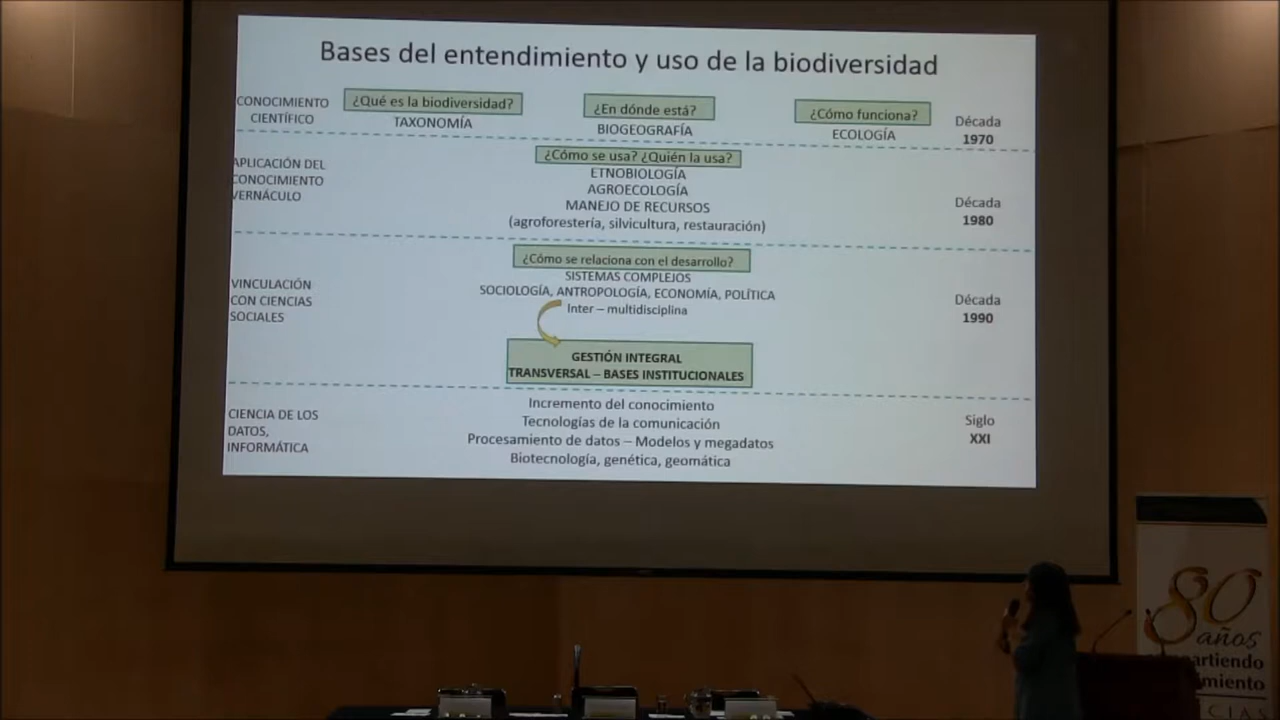 Bases del entendimiento y uso de la biodiversidad
CONOCIMIENTO
CIENTÍFICO
¿Qué es la biodiversidad?
TAXONOMÍA
¿En dónde está?
BIOGEOGRAFÍA
¿Cómo funciona?
ECOLOGÍA
Década
1970
APLICACIÓN DEL
CONOCIMIENTO
VERNÁCULO
¿Cómo se usa? ¿Quién la usa?
ETNOBIOLOGÍA
AGROECOLOGÍA
MANEJO DE RECURSOS
(agroforestería, silvicultura, restauración)
Década
1980
VINCULACIÓN
CON CIENCIAS
SOCIALES
¿Cómo se relaciona con el desarrollo?
SISTEMAS COMPLEJOS
SOCIOLOGÍA, ANTROPOLOGÍA, ECONOMÍA, POLÍTICA
Inter – multidisciplina
GESTIÓN INTEGRAL
TRANSVERSAL – BASES INSTITUCIONALES
Década
1990
CIENCIA DE LOS
DATOS,
INFORMÁTICA
Incremento del conocimiento
Tecnologías de la comunicación
Procesamiento de datos – Modelos y megadatos
Biotecnología, genética, geomática
Siglo
XXI
80
años